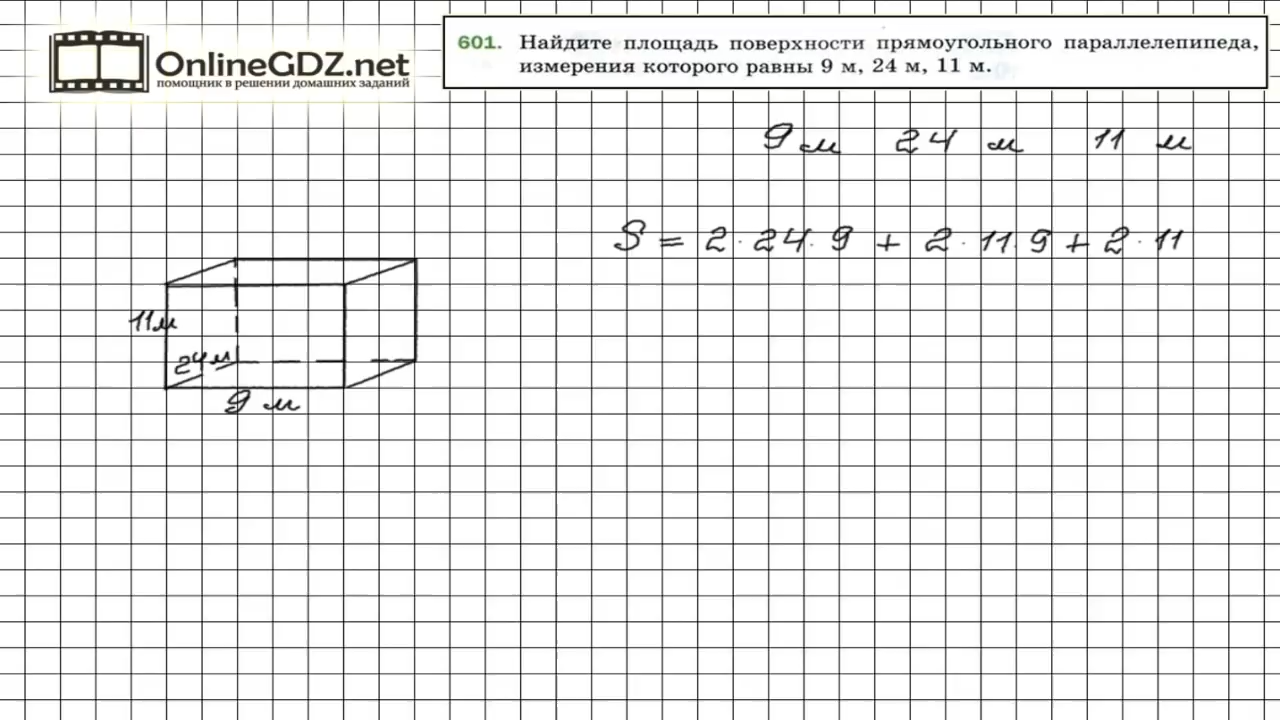 OnlineGDZ.net
помощник в решении домашних заданий
601. Найдите площадь поверхности прямоугольного параллелепипеда,
измерения которого равны 9 м, 24 м, 11 м.
9 м 24 м 11 м
S = 2 · 24 · 9 + 2 · 11 · 9 + 2 · 11
11м
24м
9 м